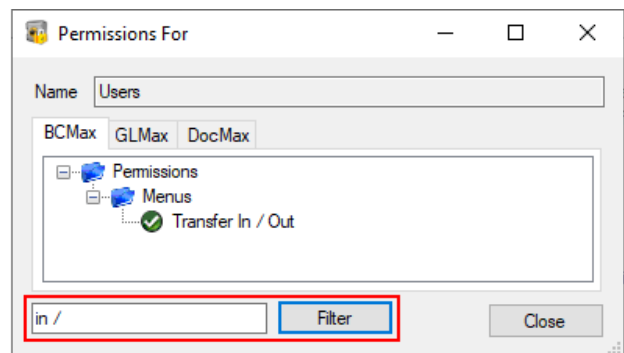 Permissions For
Name Users
BCMax GLMax DocMax
Permissions
Menus
Transfer In / Out
in / Filter Close